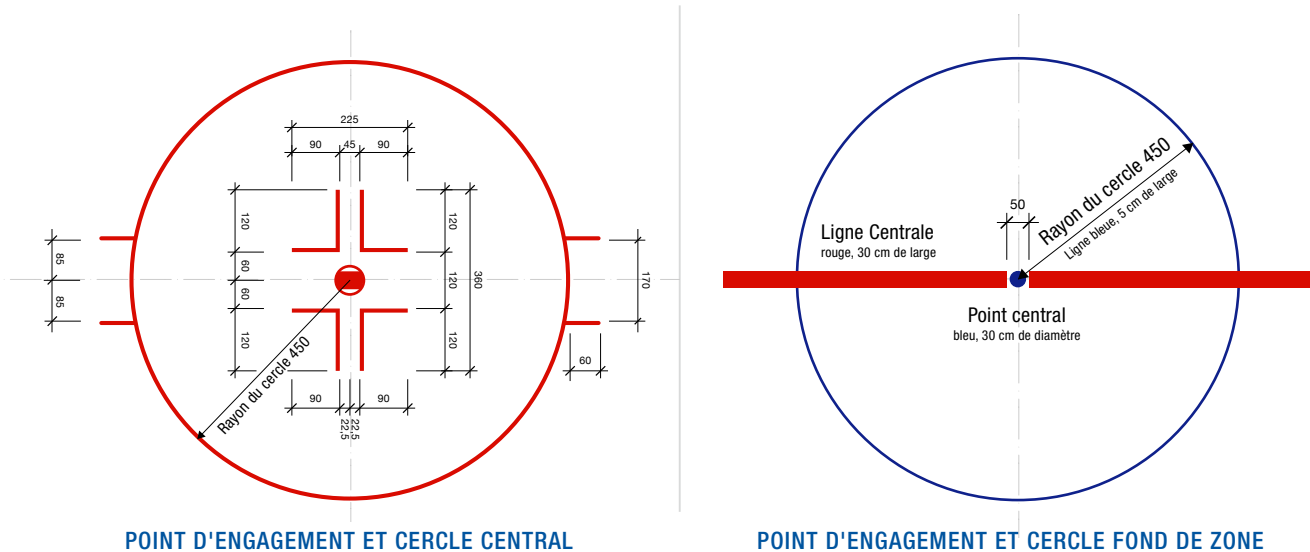 225
90 45 90
120
60
60
120
120
120
120
360
85
85
170
60
Rayon du cercle 450
90 90
22,5 22,5
POINT D'ENGAGEMENT ET CERCLE CENTRAL
50
Rayon du cercle 450
Ligne bleue, 5 cm de large
Ligne Centrale
rouge, 30 cm de large
Point central
bleu, 30 cm de diamètre
POINT D'ENGAGEMENT ET CERCLE FOND DE ZONE